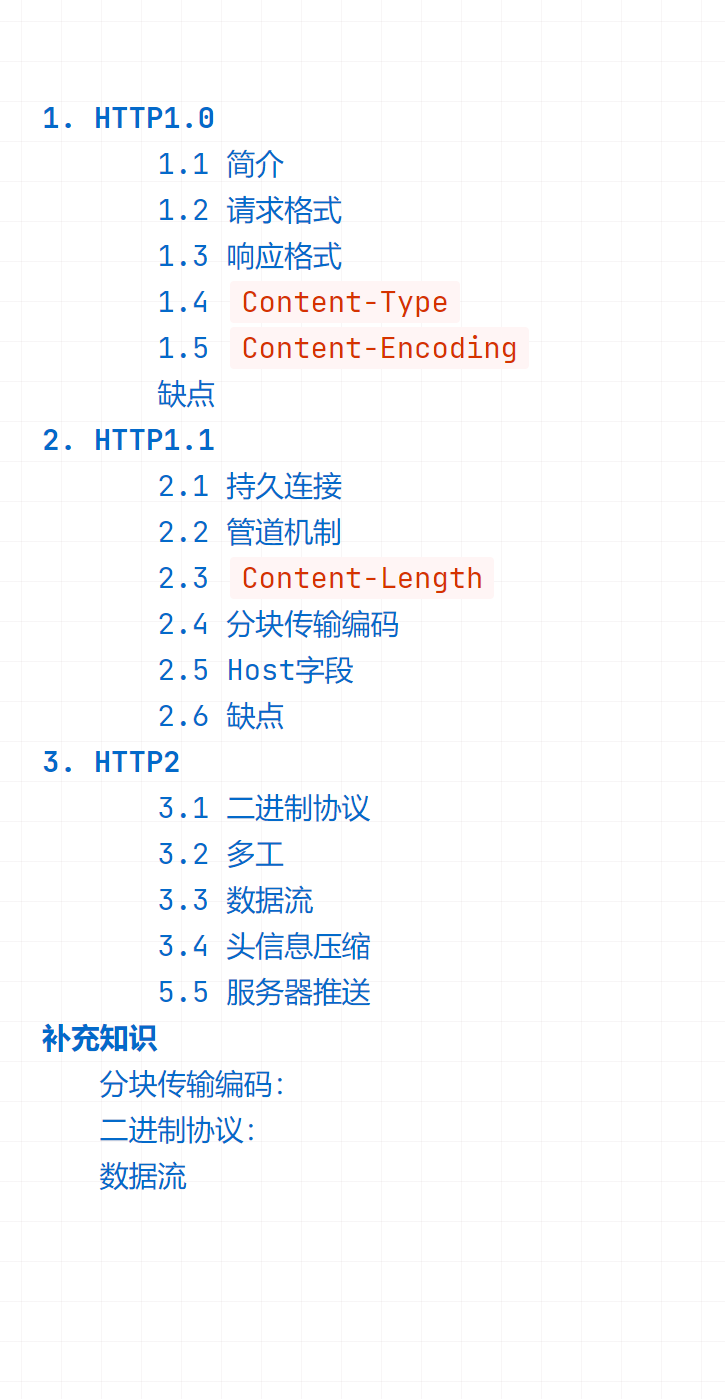 1. HTTP1.0
1.1 简介
1.2 请求格式
1.3 响应格式
1.4 Content-Type
1.5 Content-Encoding
缺点
2. HTTP1.1
2.1 持久连接
2.2 管道机制
2.3 Content-Length
2.4 分块传输编码
2.5 Host字段
2.6 缺点
3. HTTP2
3.1 二进制协议
3.2 多工
3.3 数据流
3.4 头信息压缩
5.5 服务器推送
补充知识
分块传输编码：
二进制协议：
数据流